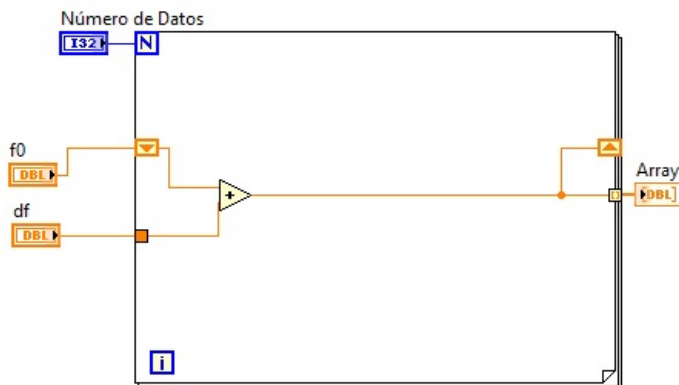 Número de Datos
I32
N
f0
DBL
df
DBL
Array
[DBL]
i